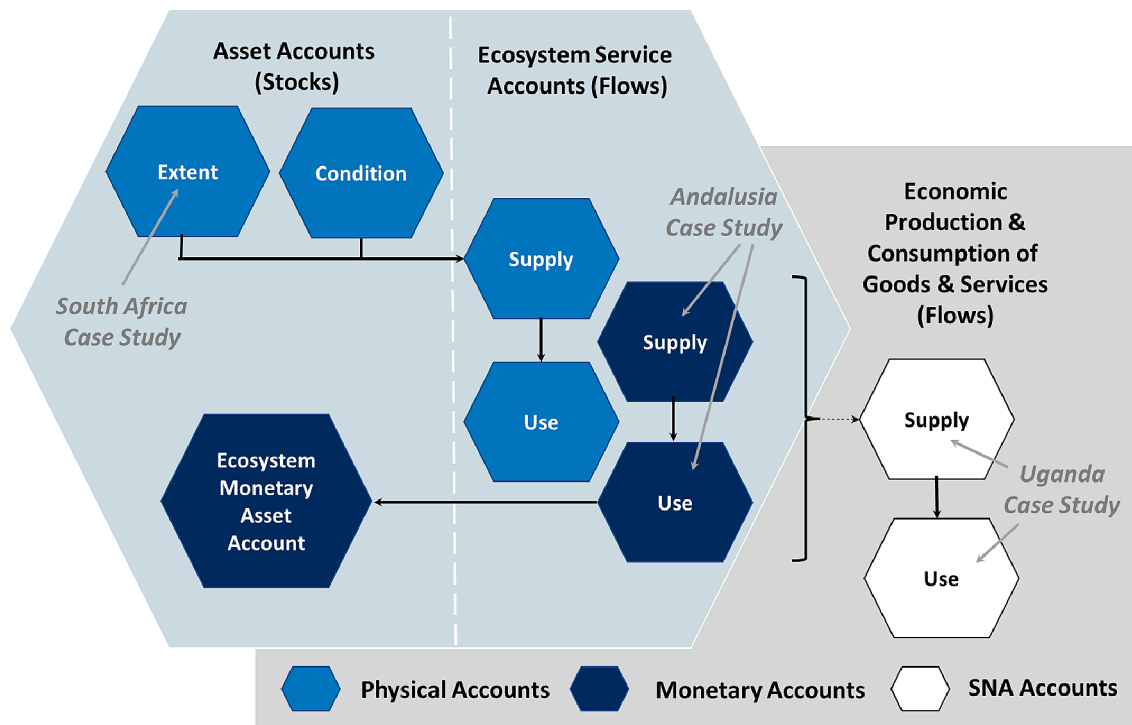 Asset Accounts
(Stocks)
Ecosystem Service
Accounts (Flows)
Extent
Condition
South Africa
Case Study
Supply
Use
Andalusia
Case Study
Supply
Use
Ecosystem
Monetary
Asset
Account
Economic
Production &
Consumption of
Goods & Services
(Flows)
Supply
Use
Uganda
Case Study
Physical Accounts
Monetary Accounts
SNA Accounts